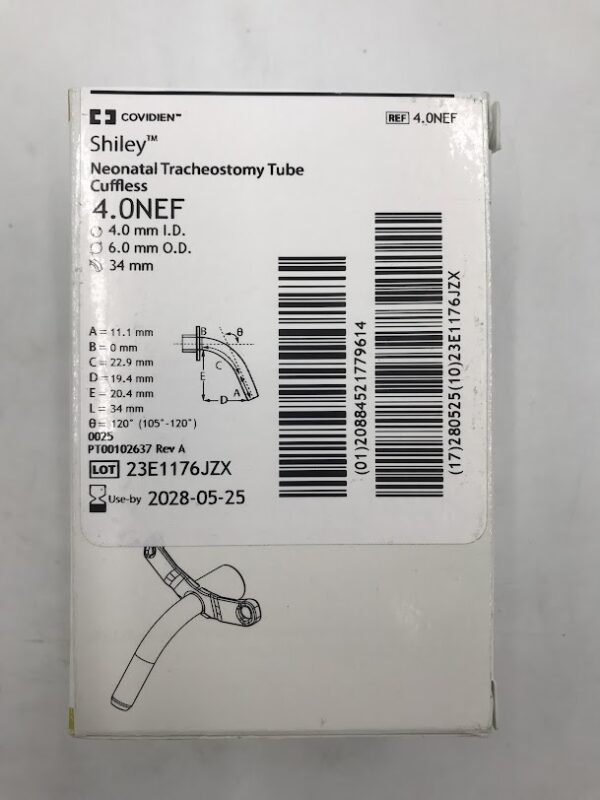 COVIDIEN™
REF 4.0NEF
Shiley™
Neonatal Tracheostomy Tube
Cuffless
4.0NEF
4.0 mm I.D.
6.0 mm O.D.
34 mm
A = 11.1 mm
B = 0 mm
C = 22.9 mm
D = 19.4 mm
E = 20.4 mm
L = 34 mm
θ = 120° (105°-120°)
B
θ
C
E
A
D
0025
PT00102637 Rev A
LOT 23E1176JZX
Use-by 2028-05-25
(01)20884521779614
(17)280525(10)23E1176JZX